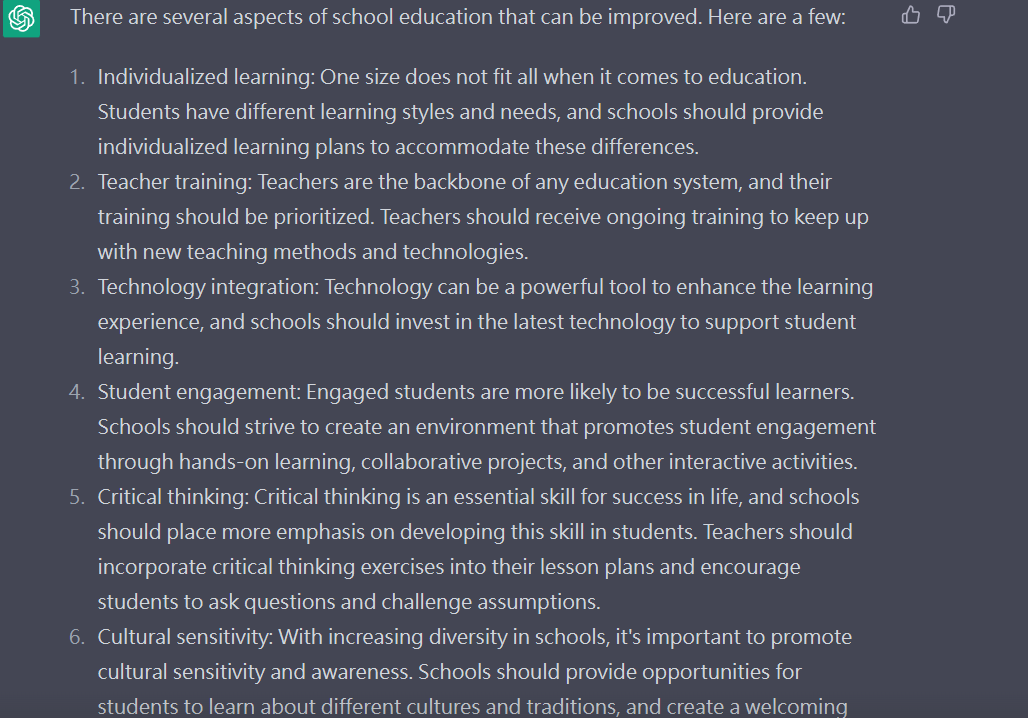 There are several aspects of school education that can be improved. Here are a few:
1. Individualized learning: One size does not fit all when it comes to education.
Students have different learning styles and needs, and schools should provide
individualized learning plans to accommodate these differences.
2. Teacher training: Teachers are the backbone of any education system, and their
training should be prioritized. Teachers should receive ongoing training to keep up
with new teaching methods and technologies.
3. Technology integration: Technology can be a powerful tool to enhance the learning
experience, and schools should invest in the latest technology to support student
learning.
4. Student engagement: Engaged students are more likely to be successful learners.
Schools should strive to create an environment that promotes student engagement
through hands-on learning, collaborative projects, and other interactive activities.
5. Critical thinking: Critical thinking is an essential skill for success in life, and schools
should place more emphasis on developing this skill in students. Teachers should
incorporate critical thinking exercises into their lesson plans and encourage
students to ask questions and challenge assumptions.
6. Cultural sensitivity: With increasing diversity in schools, it's important to promote
cultural sensitivity and awareness. Schools should provide opportunities for
students to learn about different cultures and traditions, and create a welcoming